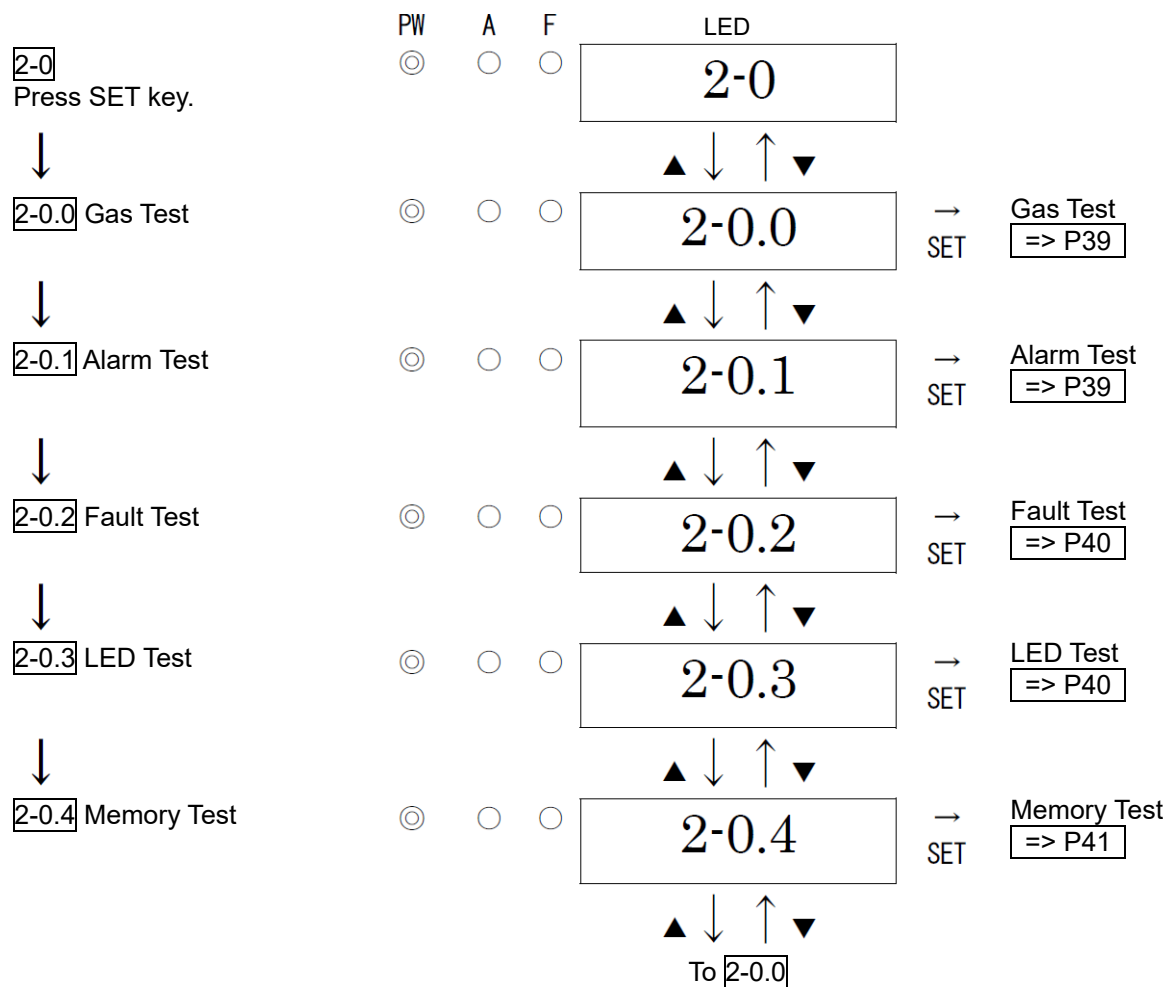 PW A F LED
2-0
2-0
Press SET key.
▲ ↓ ↑ ▼
↓
2-0.0 Gas Test
2-0.0
→ Gas Test
SET => P39
▲ ↓ ↑ ▼
↓
2-0.1 Alarm Test
2-0.1
→ Alarm Test
SET => P39
▲ ↓ ↑ ▼
↓
2-0.2 Fault Test
2-0.2
→ Fault Test
SET => P40
▲ ↓ ↑ ▼
↓
2-0.3 LED Test
2-0.3
→ LED Test
SET => P40
▲ ↓ ↑ ▼
↓
2-0.4 Memory Test
2-0.4
→ Memory Test
SET => P41
▲ ↓ ↑ ▼
To 2-0.0